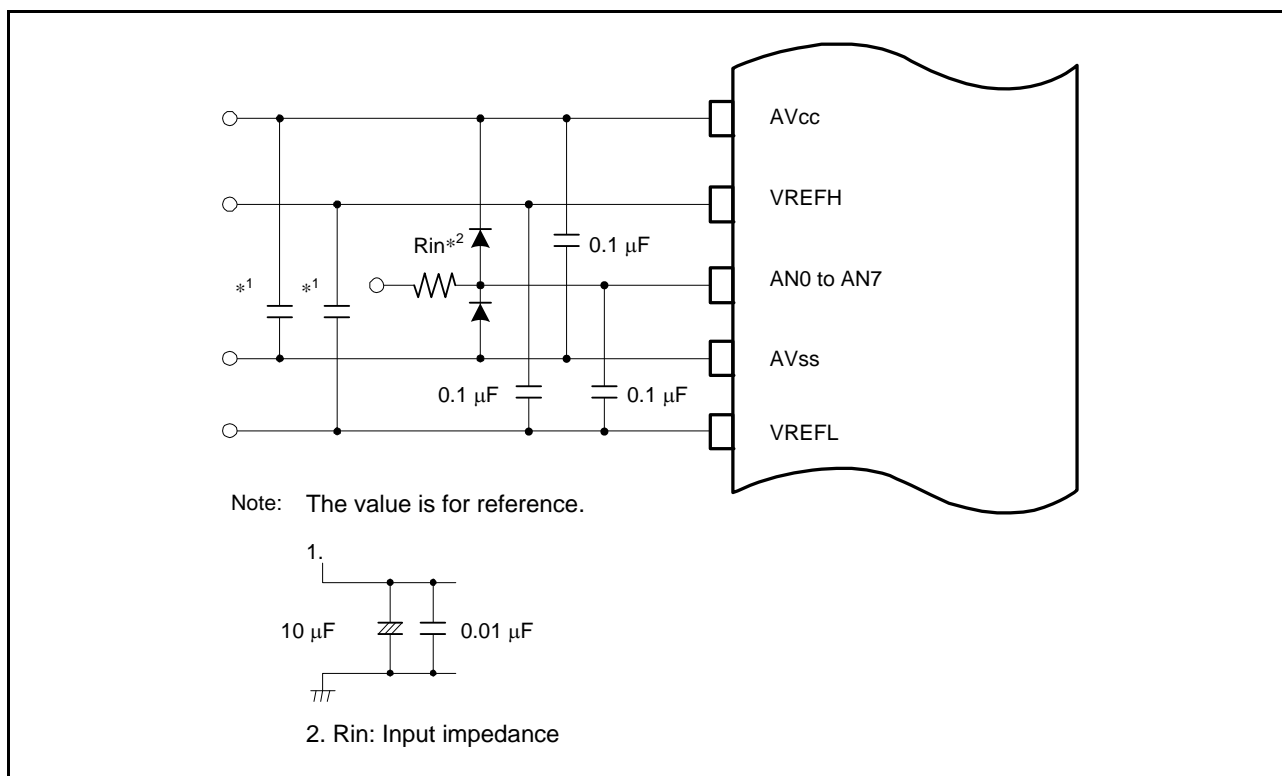 AVcc
VREFH
Rin*2
0.1 μF
*1 *1
AN0 to AN7
AVss
0.1 μF 0.1 μF
VREFL
Note: The value is for reference.
1.
10 μF 0.01 μF
2. Rin: Input impedance